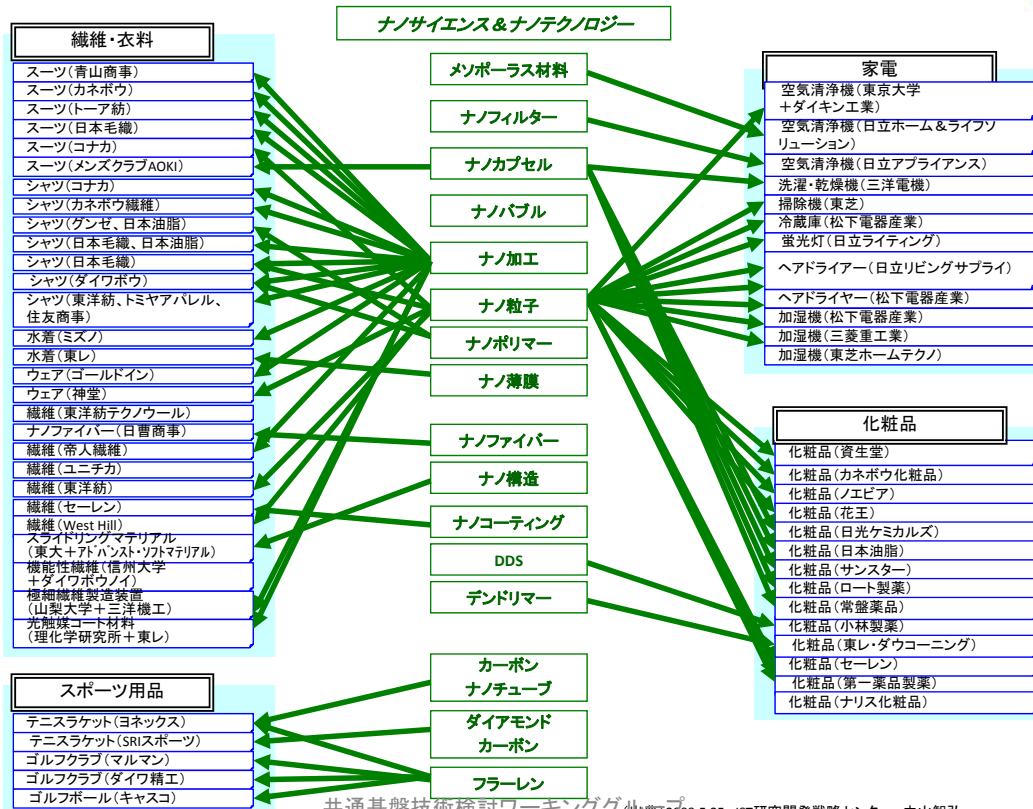 ナノサイエンス&ナノテクノロジー
繊維・衣料
スーツ(青山商事)
スーツ(カネボウ)
スーツ(トーア紡)
スーツ(日本毛織)
スーツ(コナカ)
スーツ(メンズクラブAOKI)
シャツ(コナカ)
シャツ(カネボウ繊維)
シャツ(グンゼ、日本油脂)
シャツ(日本毛織、日本油脂)
シャツ(日本毛織)
シャツ(ダイワボウ)
シャツ(東洋紡、トミヤアパレル、
住友商事)
水着(ミズノ)
水着(東レ)
ウェア(ゴールドイン)
ウェア(神堂)
繊維(東洋紡テクノウール)
ナノファイバー(日曹商事)
繊維(帝人繊維)
繊維(ユニチカ)
繊維(東洋紡)
繊維(セーレン)
繊維(West Hill)
スライドリングマテリアル
(東大+アドバンスト・ソフトマテリアル)
機能性繊維(信州大学
+ダイワボウノイ)
極細繊維製造装置
(山梨大学+三洋機工)
光触媒コート材料
(理化学研究所+東レ)
スポーツ用品
テニスラケット(ヨネックス)
テニスラケット(SRIスポーツ)
ゴルフクラブ(マルマン)
ゴルフクラブ(ダイワ精工)
ゴルフボール(キャスコ)
メソポーラス材料
ナノフィルター
ナノカプセル
ナノバブル
ナノ加工
ナノ粒子
ナノポリマー
ナノ薄膜
ナノファイバー
ナノ構造
ナノコーティング
DDS
デンドリマー
カーボン
ナノチューブ
ダイアモンド
カーボン
フラーレン
家電
空気清浄機(東京大学
+ダイキン工業)
空気清浄機(日立ホーム&ライフソ
リューション)
空気清浄機(日立アプライアンス)
洗濯・乾燥機(三洋電機)
掃除機(東芝)
冷蔵庫(松下電器産業)
蛍光灯(日立ライティング)
ヘアドライアー(日立リビングサプライ)
ヘアドライヤー(松下電器産業)
加湿機(松下電器産業)
加湿機(三菱重工業)
加湿機(東芝ホームテクノ)
化粧品
化粧品(資生堂)
化粧品(カネボウ化粧品)
化粧品(ノエビア)
化粧品(花王)
化粧品(日光ケミカルズ)
化粧品(日本油脂)
化粧品(サンスター)
化粧品(ロート製薬)
化粧品(常盤薬品)
化粧品(小林製薬)
化粧品(東レ・ダウコーニング)
化粧品(セーレン)
化粧品(第一薬品製薬)
化粧品(ナリス化粧品)
共通基盤技術検討ワーキンググループ